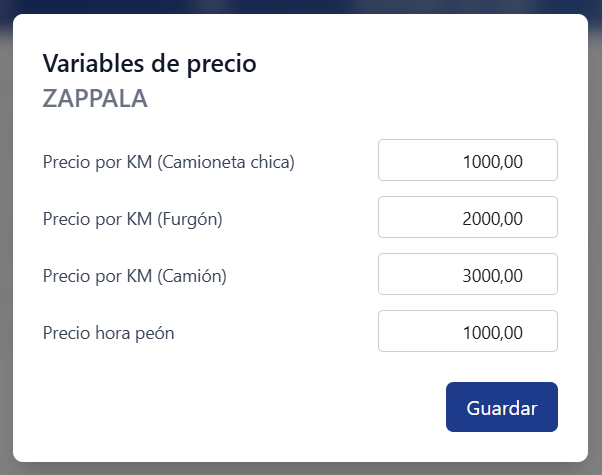 Variables de precio
ZAPPALA
Precio por KM (Camioneta chica) 1000,00
Precio por KM (Furgón) 2000,00
Precio por KM (Camión) 3000,00
Precio hora peón 1000,00
Guardar